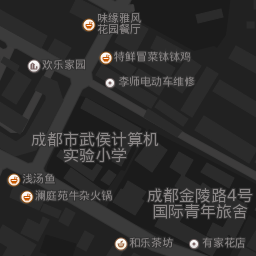 味缘雅风
花园餐厅
特鲜冒菜钵钵鸡
欢乐家园
李师电动车维修
成都市武侯计算机
实验小学
浅汤鱼
澜庭苑牛杂火锅
成都金陵路4号
国际青年旅舍
和乐茶坊
有家花店